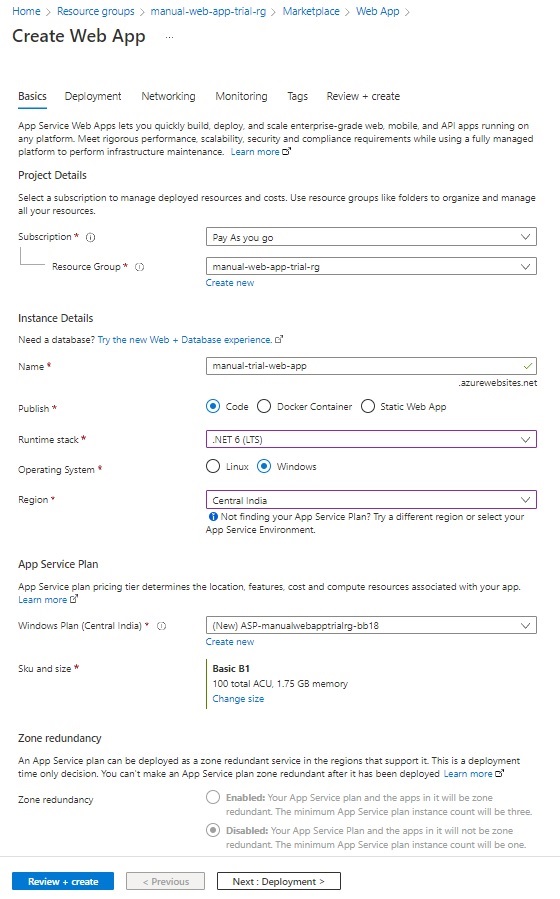 Home > Resource groups > manual-web-app-trial-rg > Marketplace > Web App >
Create Web App ...
Basics Deployment Networking Monitoring Tags Review + create
App Service Web Apps lets you quickly build, deploy, and scale enterprise-grade web, mobile, and API apps running on
any platform. Meet rigorous performance, scalability, security and compliance requirements while using a fully managed
platform to perform infrastructure maintenance. Learn more
Project Details
Select a subscription to manage deployed resources and costs. Use resource groups like folders to organize and manage
all your resources.
Subscription * Pay As you go
Resource Group * manual-web-app-trial-rg
Create new
Instance Details
Need a database? Try the new Web + Database experience.
Name * manual-trial-web-app
.azurewebsites.net
Publish * Code Docker Container Static Web App
Runtime stack * .NET 6 (LTS)
Operating System * Linux Windows
Region * Central India
Not finding your App Service Plan? Try a different region or select your
App Service Environment.
App Service Plan
App Service plan pricing tier determines the location, features, cost and compute resources associated with your app.
Learn more
Windows Plan (Central India) * (New) ASP-manualwebapptrialrg-bb18
Create new
Sku and size * Basic B1
100 total ACU, 1.75 GB memory
Change size
Zone redundancy
An App Service plan can be deployed as a zone redundant service in the regions that support it. This is a deployment
time only decision. You can't make an App Service plan zone redundant after it has been deployed Learn more
Zone redundancy Enabled: Your App Service plan and the apps in it will be zone
redundant. The minimum App Service plan instance count will be three.
Disabled: Your App Service Plan and the apps in it will not be zone
redundant. The minimum App Service plan instance count will be one.
Review + create < Previous Next : Deployment >